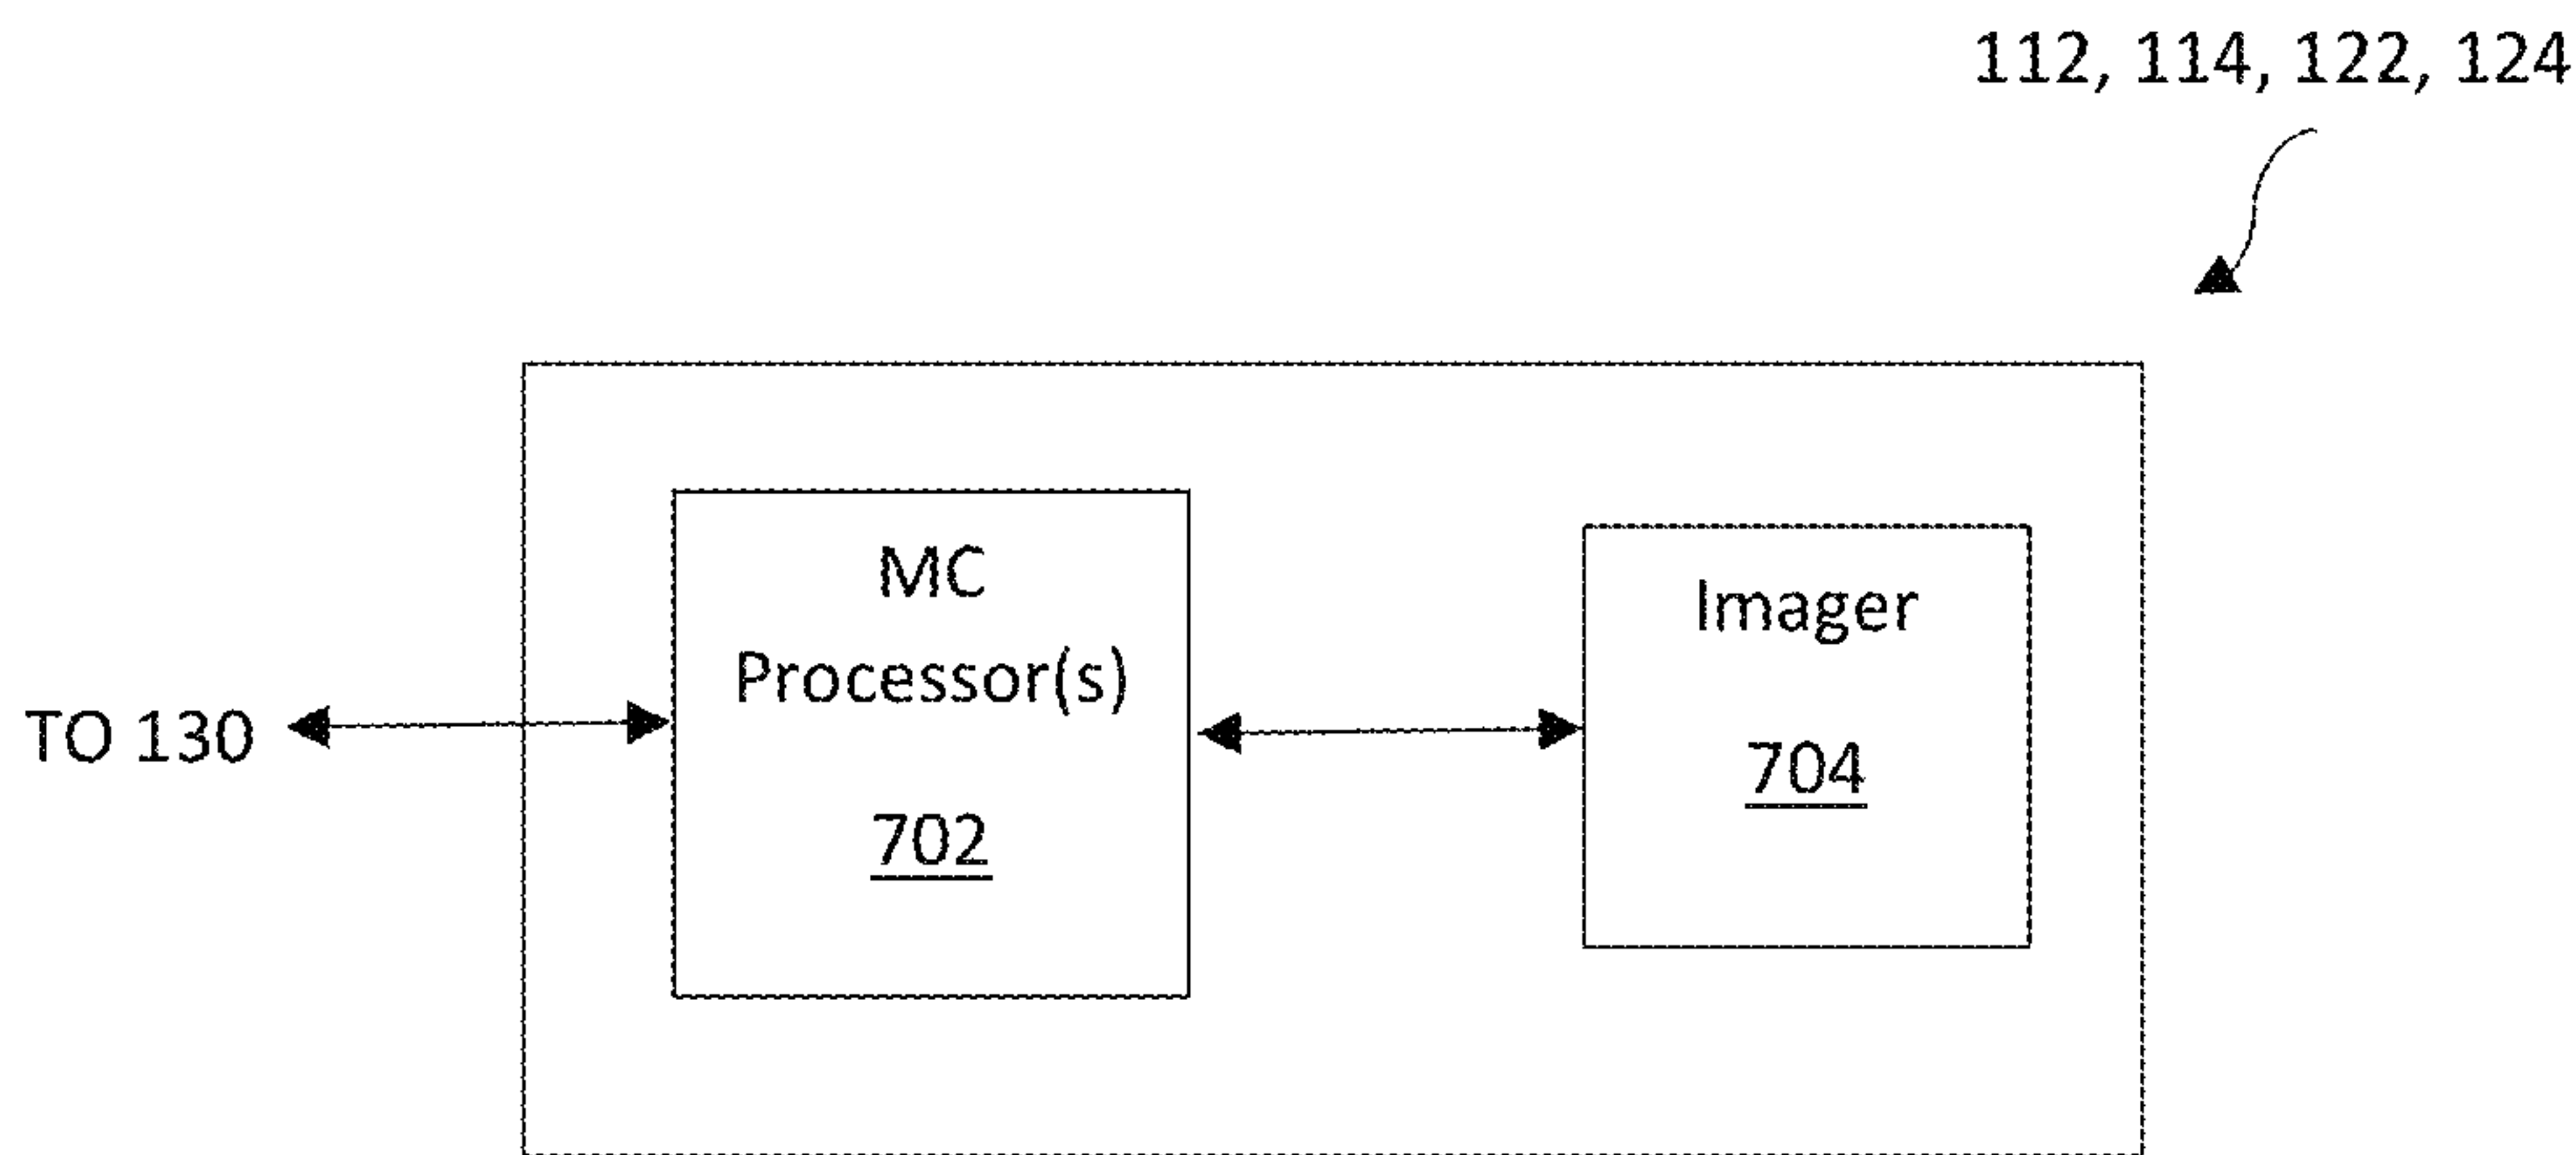 112, 114, 122, 124
MC
Processor(s)
702
Imager
704
TO 130